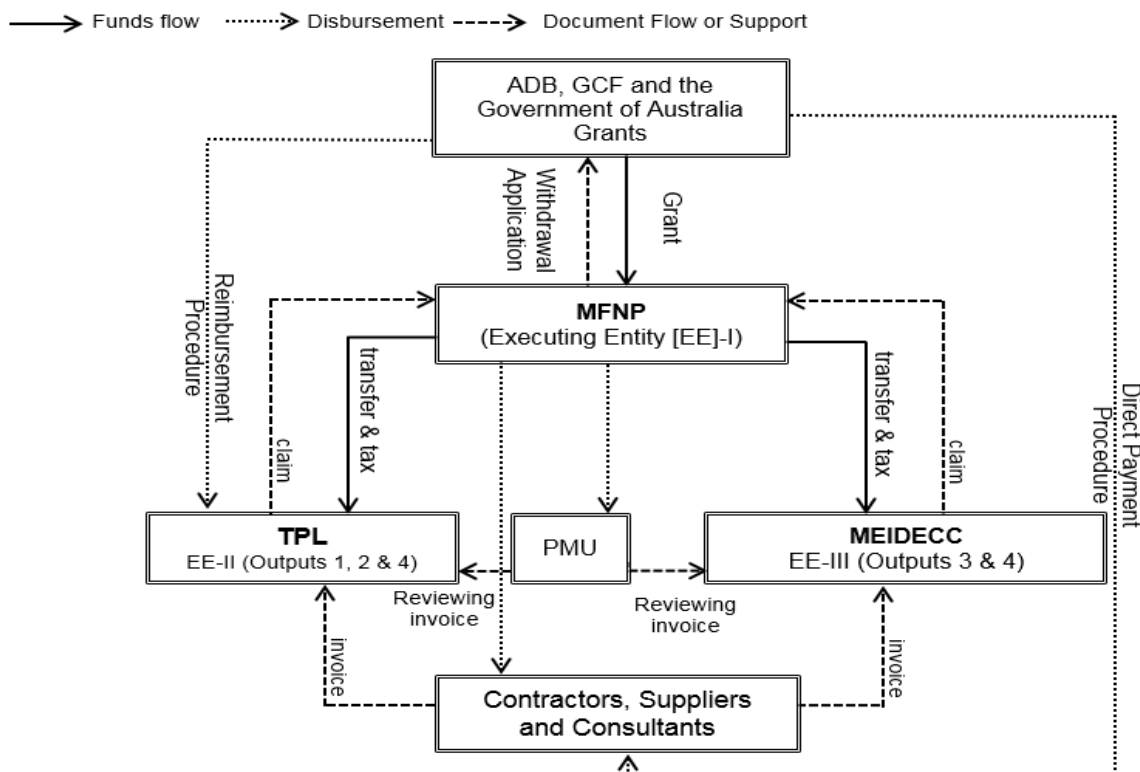 Funds flow
Disbursement
Document Flow or Support
ADB, GCF and the
Government of Australia
Grants
Withdrawal
Application
Grant
Reimbursement
Procedure
MFNP
(Executing Entity [EE]-I)
transfer & tax
claim
transfer & tax
claim
Direct Payment
Procedure
TPL
EE-II (Outputs 1, 2 & 4)
PMU
MEIDECC
EE-III (Outputs 3 & 4)
Reviewing
invoice
Reviewing
invoice
invoice
invoice
Contractors, Suppliers
and Consultants